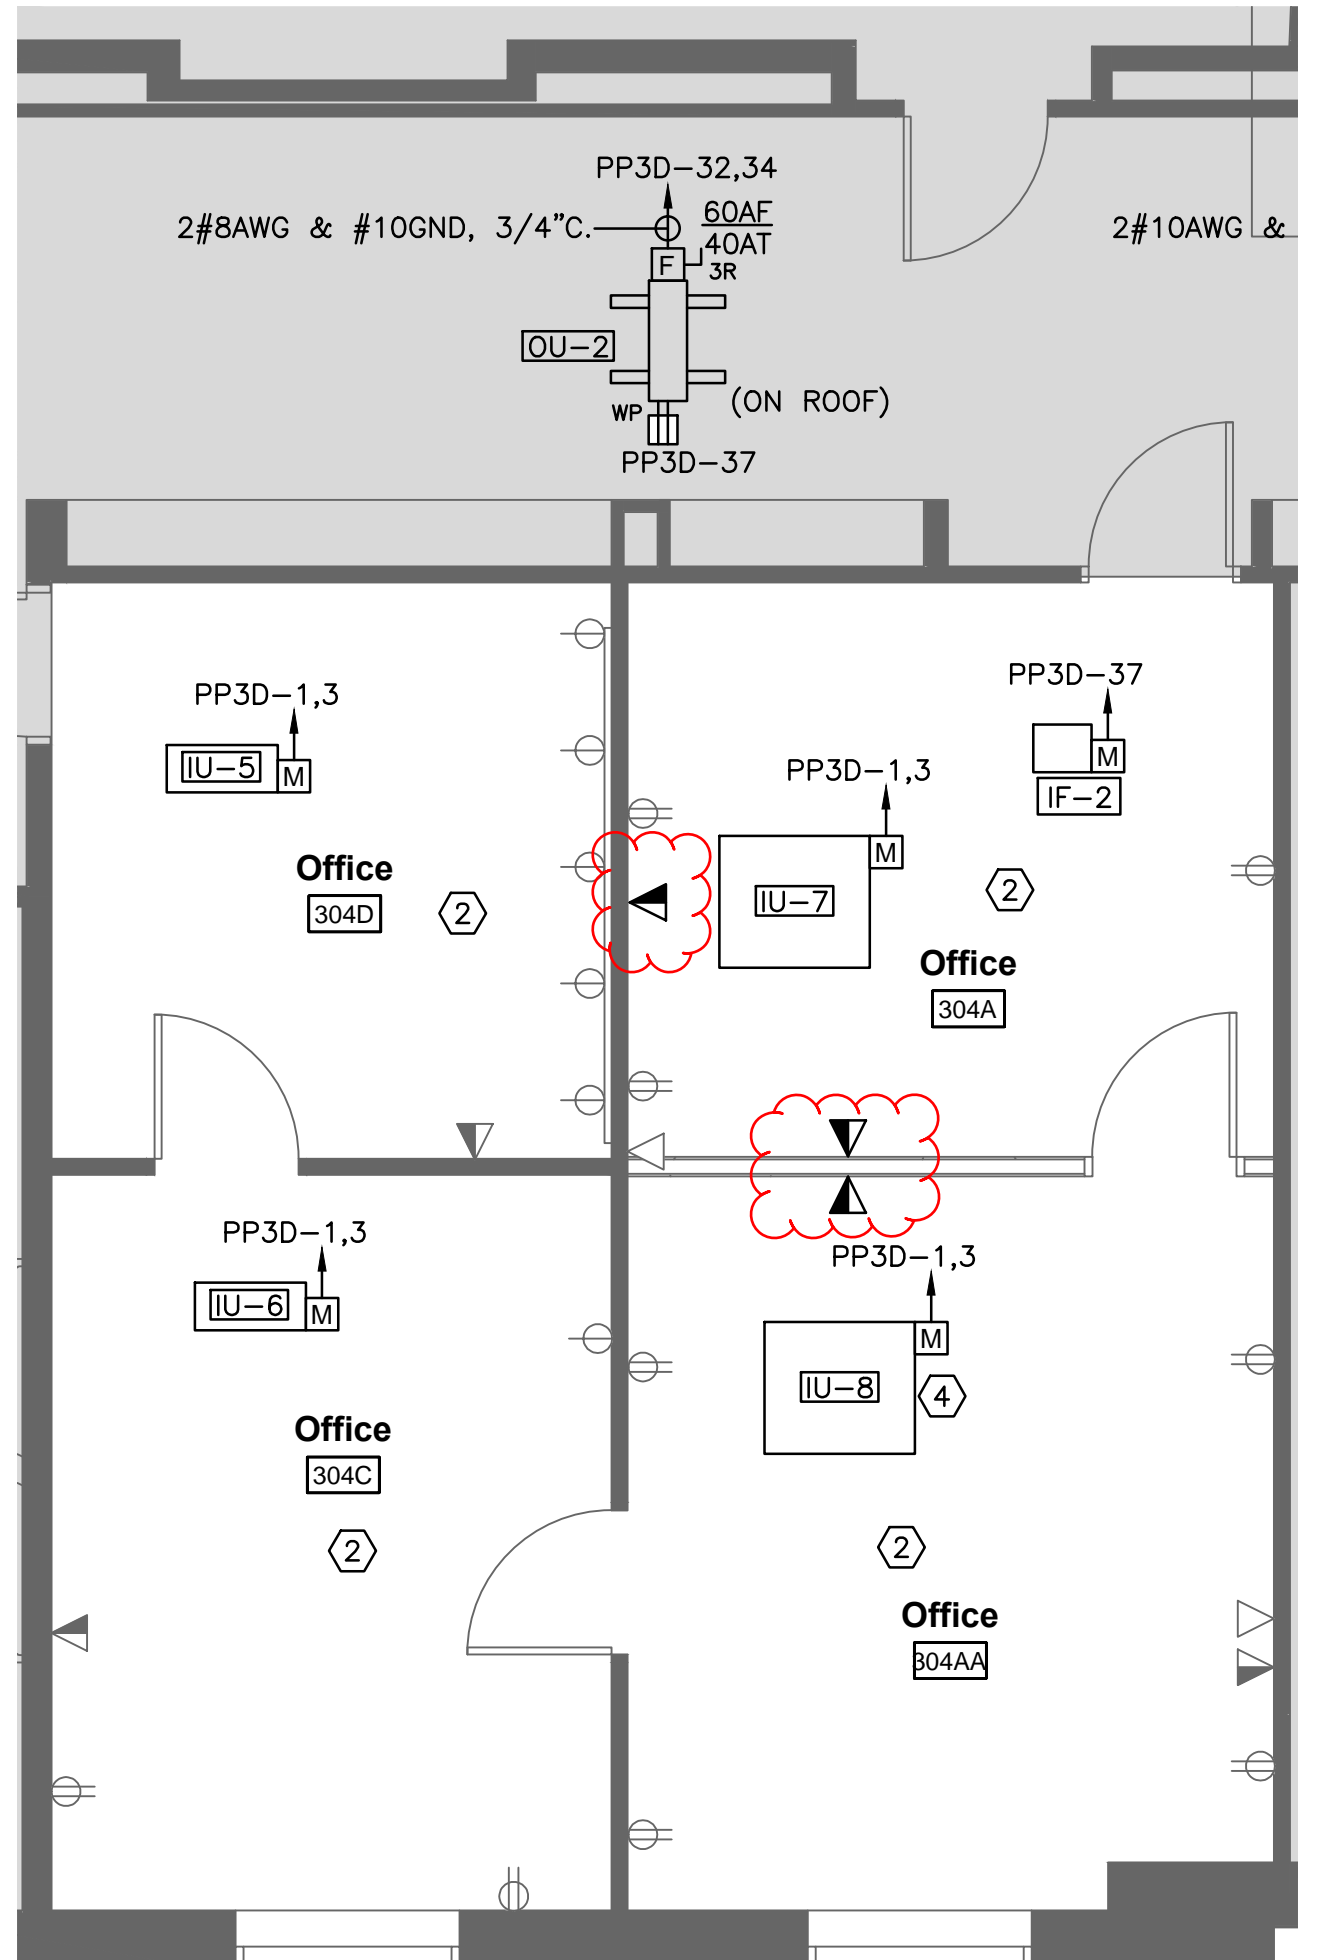 PP3D-32,34
2#8AWG & #10GND, 3/4"C.
60AF
40AT
2#10AWG &
F
3R
OU-2
(ON ROOF)
WP
PP3D-37
PP3D-1,3
IU-5
M
PP3D-37
M
IF-2
PP3D-1,3
M
IU-7
Office
304D
2
2
Office
304A
PP3D-1,3
IU-6
M
PP3D-1,3
M
IU-8
4
Office
304C
2
2
Office
304AA